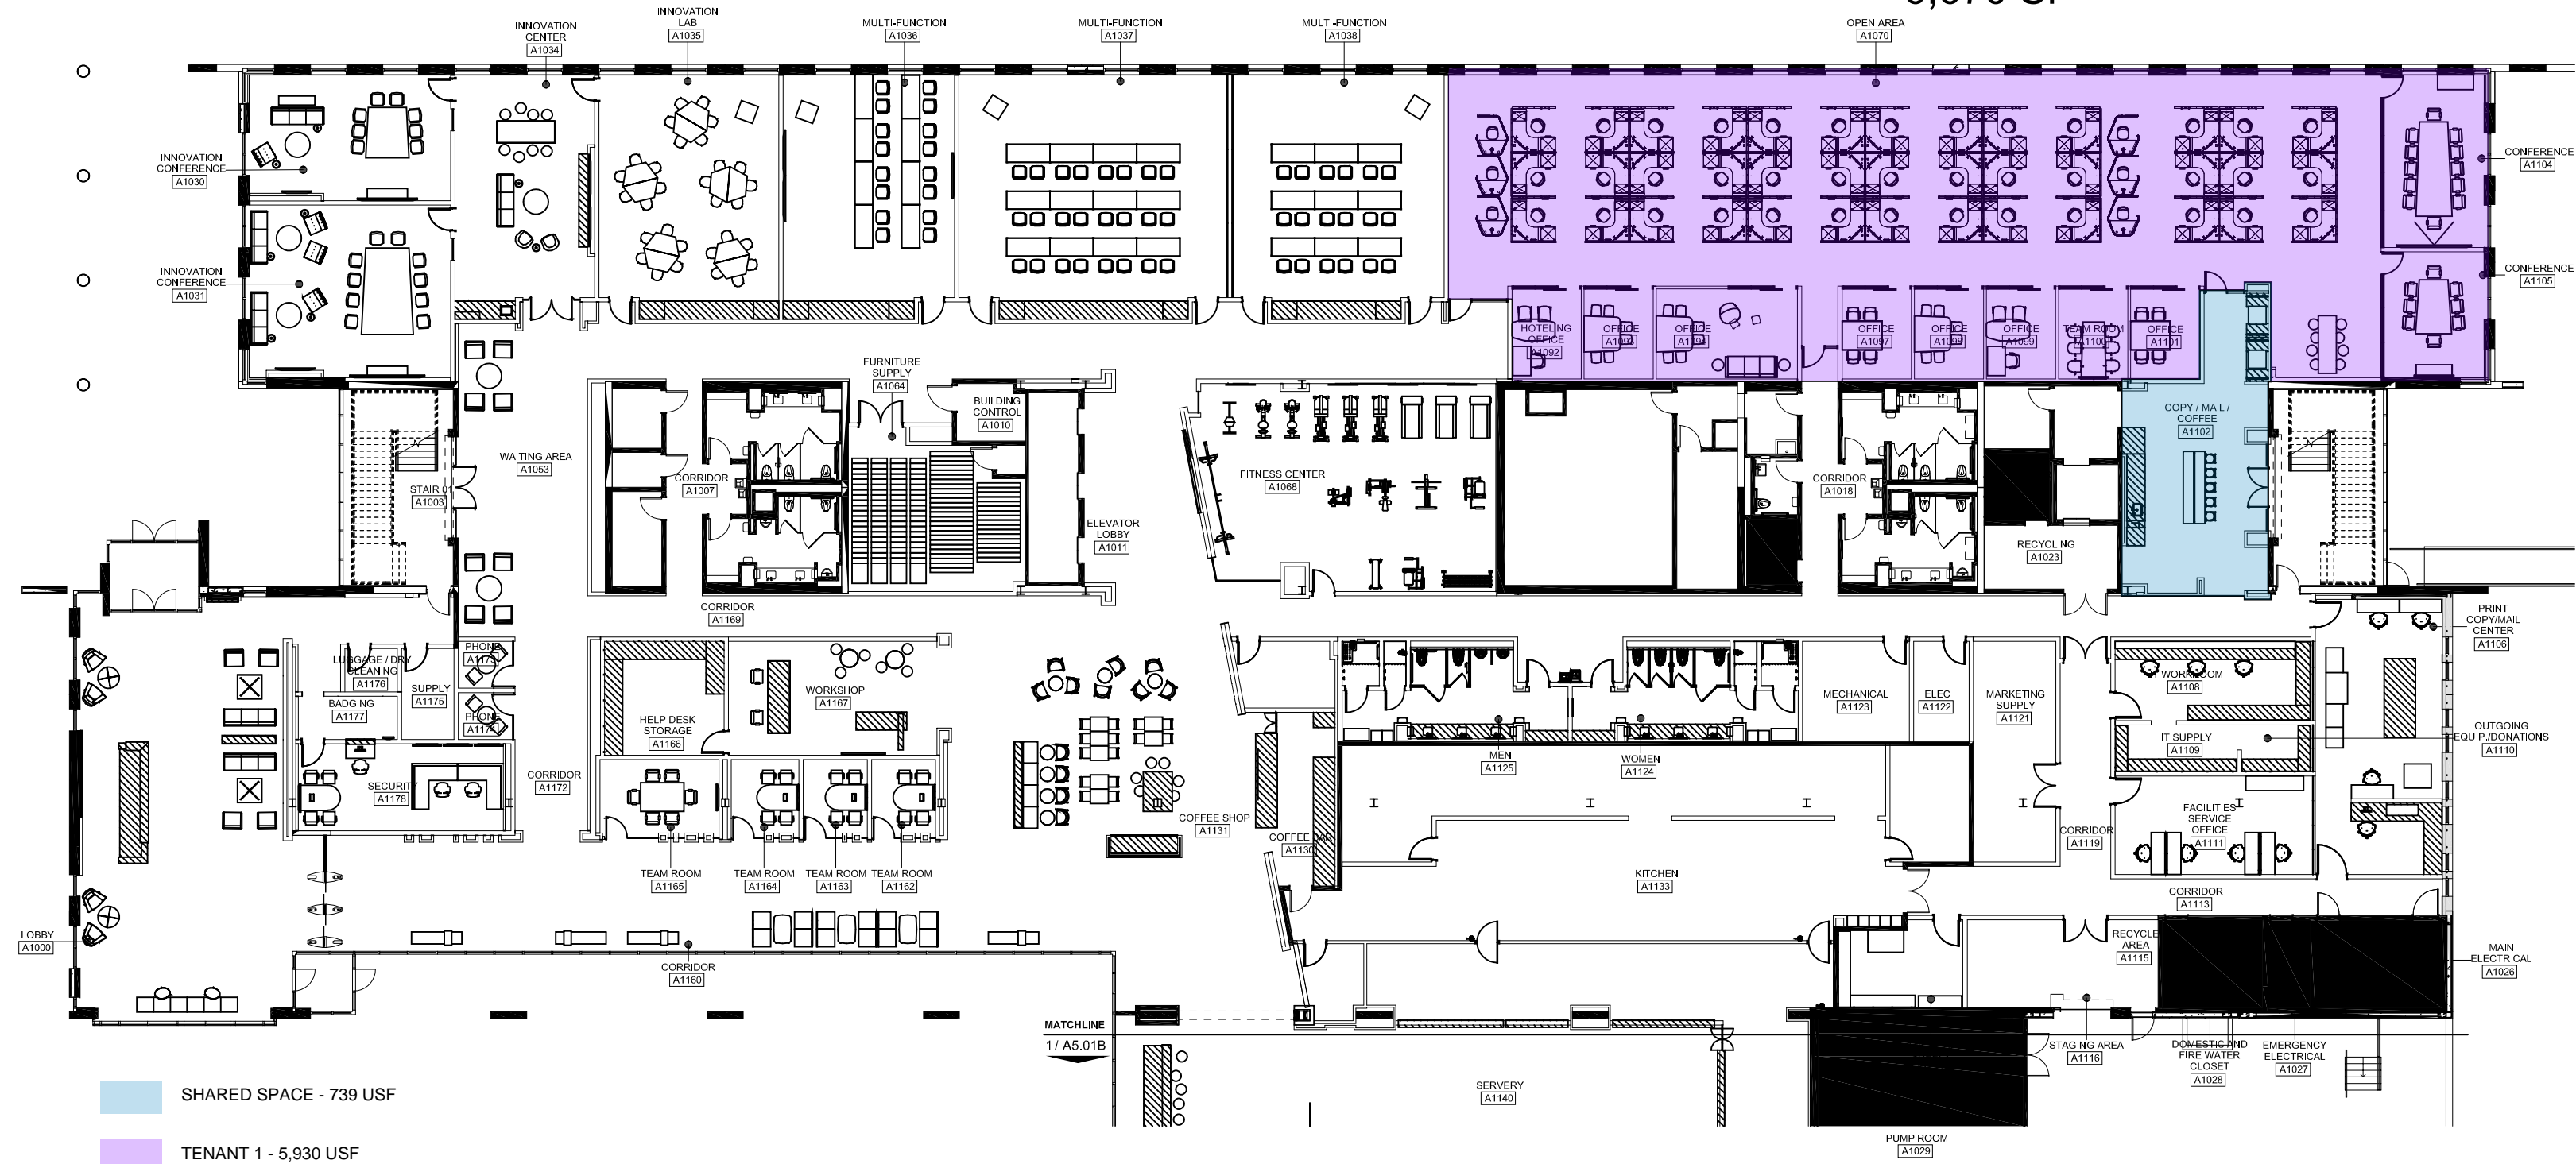 INNOVATION
CENTER
A1034
INNOVATION
LAB
A1035
MULTI-FUNCTION
A1036
MULTI-FUNCTION
A1037
MULTI-FUNCTION
A1038
OPEN AREA
A1070
INNOVATION
CONFERENCE
A1030
INNOVATION
CONFERENCE
A1031
CONFERENCE
A1104
CONFERENCE
A1105
HOTELING
OFFICE
A1092
OFFICE
A1093
OFFICE
OFFICE
A1097
OFFICE
A1098
OFFICE
A1099
TEAM ROOM
A1100
OFFICE
A1101
FURNITURE
SUPPLY
A1064
BUILDING
CONTROL
A1010
WAITING AREA
A1053
STAIR 01
A1003
CORRIDOR
A1007
ELEVATOR
LOBBY
A1011
FITNESS CENTER
A1068
CORRIDOR
A1018
RECYCLING
A1023
COPY / MAIL /
COFFEE
A1102
CORRIDOR
A1169
PRINT
COPY/MAIL
CENTER
A1106
LUGGAGE / DRY
CLEANING
A1176
BADGING
A1177
SUPPLY
A1175
PHONE
A1173
PHONE
A1174
SECURITY
A1178
CORRIDOR
A1172
HELP DESK
STORAGE
A1166
WORKSHOP
A1167
TEAM ROOM
A1165
TEAM ROOM
A1164
TEAM ROOM
A1163
TEAM ROOM
A1162
COFFEE SHOP
A1131
COFFEE BAR
A1130
MEN
A1125
WOMEN
A1124
MECHANICAL
A1123
ELEC
A1122
MARKETING
SUPPLY
A1121
IT WORKROOM
A1108
IT SUPPLY
A1109
OUTGOING
EQUIP./DONATIONS
A1110
FACILITIES
SERVICE
OFFICE
A1111
CORRIDOR
A1119
KITCHEN
A1133
CORRIDOR
A1113
LOBBY
A1000
CORRIDOR
A1160
RECYCLE
AREA
A1115
MAIN
ELECTRICAL
A1026
MATCHLINE
1 / A5.01B
STAGING AREA
A1116
DOMESTIC AND
FIRE WATER
CLOSET
A1028
EMERGENCY
ELECTRICAL
A1027
SERVERY
A1140
PUMP ROOM
A1029
SHARED SPACE - 739 USF
TENANT 1 - 5,930 USF